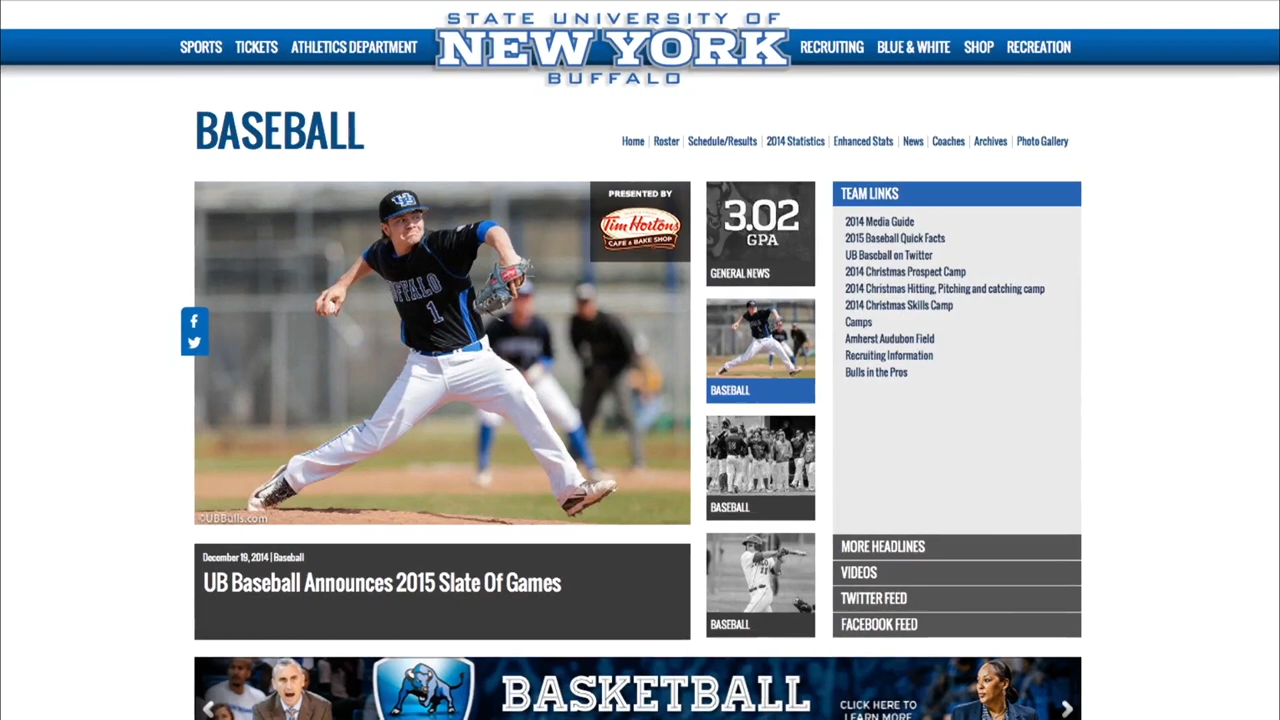 STATE UNIVERSITY OF
SPORTS TICKETS ATHLETICS DEPARTMENT NEW YORK RECRUITING BLUE & WHITE SHOP RECREATION
BUFFALO
BASEBALL
Home Roster Schedule/Results 2014 Statistics Enhanced Stats News Coaches Archives Photo Gallery
PRESENTED BY
Tim Hortons
CAFE & BAKE SHOP
UB
BUFFALO
1
©UBBulls.com
December 19, 2014 | Baseball
UB Baseball Announces 2015 Slate Of Games
3.02
GPA
GENERAL NEWS
BASEBALL
BASEBALL
11
BASEBALL
TEAM LINKS
2014 Media Guide
2015 Baseball Quick Facts
UB Baseball on Twitter
2014 Christmas Prospect Camp
2014 Christmas Hitting, Pitching and catching camp
2014 Christmas Skills Camp
Camps
Amherst Audubon Field
Recruiting Information
Bulls in the Pros
MORE HEADLINES
VIDEOS
TWITTER FEED
FACEBOOK FEED
BASKETBALL
CLICK HERE TO
LEARN MORE